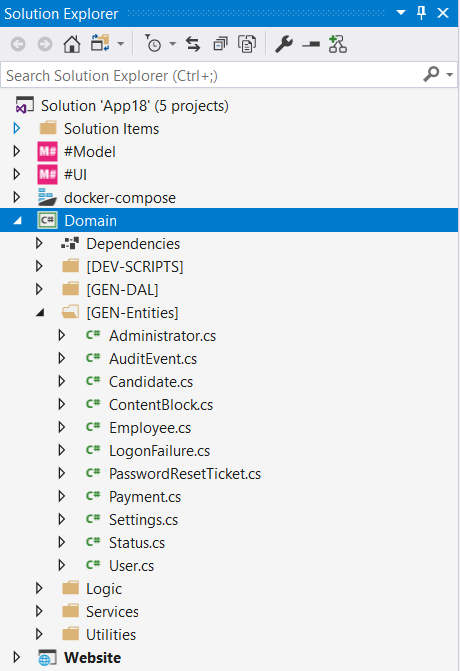 Solution Explorer
Search Solution Explorer (Ctrl+;)
Solution 'App18' (5 projects)
Solution Items
M# #Model
M# #UI
docker-compose
C# Domain
Dependencies
[DEV-SCRIPTS]
[GEN-DAL]
[GEN-Entities]
C# Administrator.cs
C# AuditEvent.cs
C# Candidate.cs
C# ContentBlock.cs
C# Employee.cs
C# LogonFailure.cs
C# PasswordResetTicket.cs
C# Payment.cs
C# Settings.cs
C# Status.cs
C# User.cs
Logic
Services
Utilities
Website